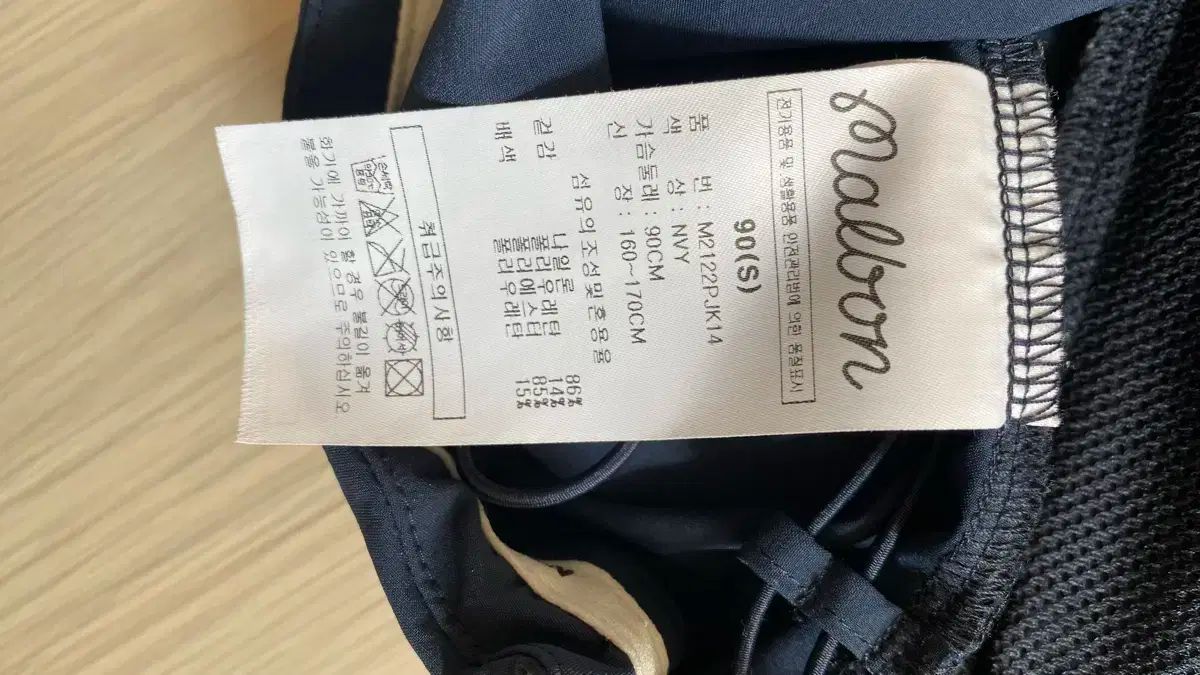 malbon
전기용품 및 생활용품 안전관리법에 의한 품질표시
90(S)
품 번 : M2122PJK14
색 상 : NVY
가슴둘레 : 90CM
신 장 : 160~170CM
섬유의조성및혼용율
겉감 나일론 86%
폴리우레탄 14%
배색 폴리에스터 85%
폴리우레탄 15%
취급주의사항
화기에 가까이 할 경우 불길이 옮겨
붙을 가능성이 있으므로 주의하십시오